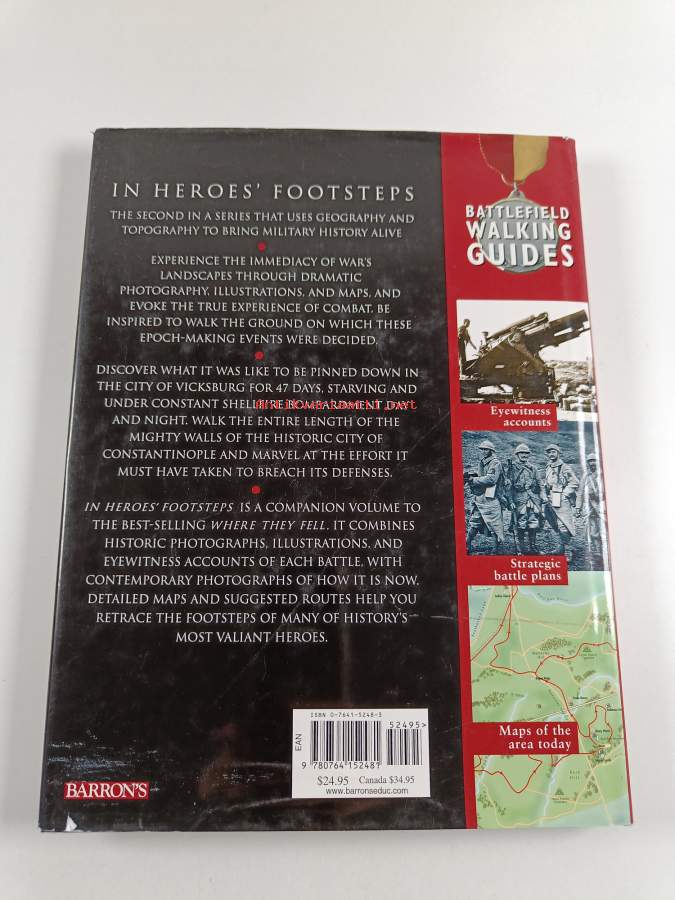 IN HEROES' FOOTSTEPS
THE SECOND IN A SERIES THAT USES GEOGRAPHY AND
TOPOGRAPHY TO BRING MILITARY HISTORY ALIVE
EXPERIENCE THE IMMEDIACY OF WAR'S
LANDSCAPES THROUGH DRAMATIC
PHOTOGRAPHY, ILLUSTRATIONS, AND MAPS, AND
EVOKE THE TRUE EXPERIENCE OF COMBAT. BE
INSPIRED TO WALK THE GROUND ON WHICH THESE
EPOCH-MAKING EVENTS WERE DECIDED.
DISCOVER WHAT IT WAS LIKE TO BE PINNED DOWN IN
THE CITY OF VICKSBURG FOR 47 DAYS, STARVING AND
UNDER CONSTANT SHELLFIRE BOMBARDMENT, DAY
AND NIGHT. WALK THE ENTIRE LENGTH OF THE
MIGHTY WALLS OF THE HISTORIC CITY OF
CONSTANTINOPLE AND MARVEL AT THE EFFORT IT
MUST HAVE TAKEN TO BREACH ITS DEFENSES.
IN HEROES' FOOTSTEPS IS A COMPANION VOLUME TO
THE BEST-SELLING WHERE THEY FELL. IT COMBINES
HISTORIC PHOTOGRAPHS, ILLUSTRATIONS, AND
EYEWITNESS ACCOUNTS OF EACH BATTLE, WITH
CONTEMPORARY PHOTOGRAPHS OF HOW IT IS NOW.
DETAILED MAPS AND SUGGESTED ROUTES HELP YOU
RETRACE THE FOOTSTEPS OF MANY OF HISTORY'S
MOST VALIANT HEROES.
BATTLEFIELD
WALKING
GUIDES
Eyewitness
accounts
Strategic
battle plans
Maps of the
area today
ISBN 0-7641-5248-3
52495>
EAN
9 780764 152481
$24.95 Canada $34.95
www.barronseduc.com
BARRON'S